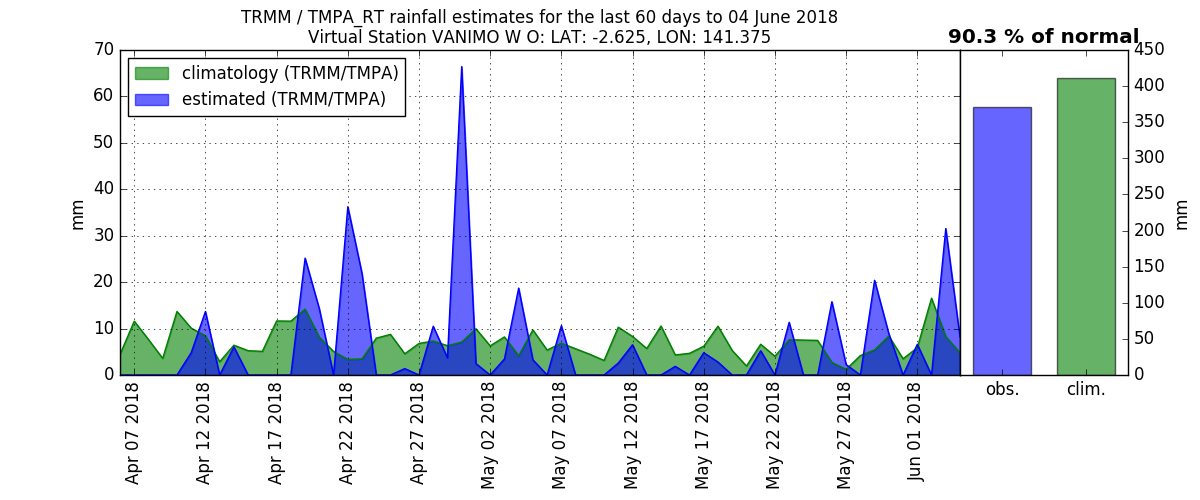 TRMM / TMPA_RT rainfall estimates for the last 60 days to 04 June 2018
Virtual Station VANIMO W O: LAT: -2.625, LON: 141.375
90.3 % of normal
climatology (TRMM/TMPA)
estimated (TRMM/TMPA)
70
60
50
40
30
20
10
0
mm
450
400
350
300
250
200
150
100
50
0
mm
obs.
clim.
Apr 07 2018
Apr 12 2018
Apr 17 2018
Apr 22 2018
Apr 27 2018
May 02 2018
May 07 2018
May 12 2018
May 17 2018
May 22 2018
May 27 2018
Jun 01 2018